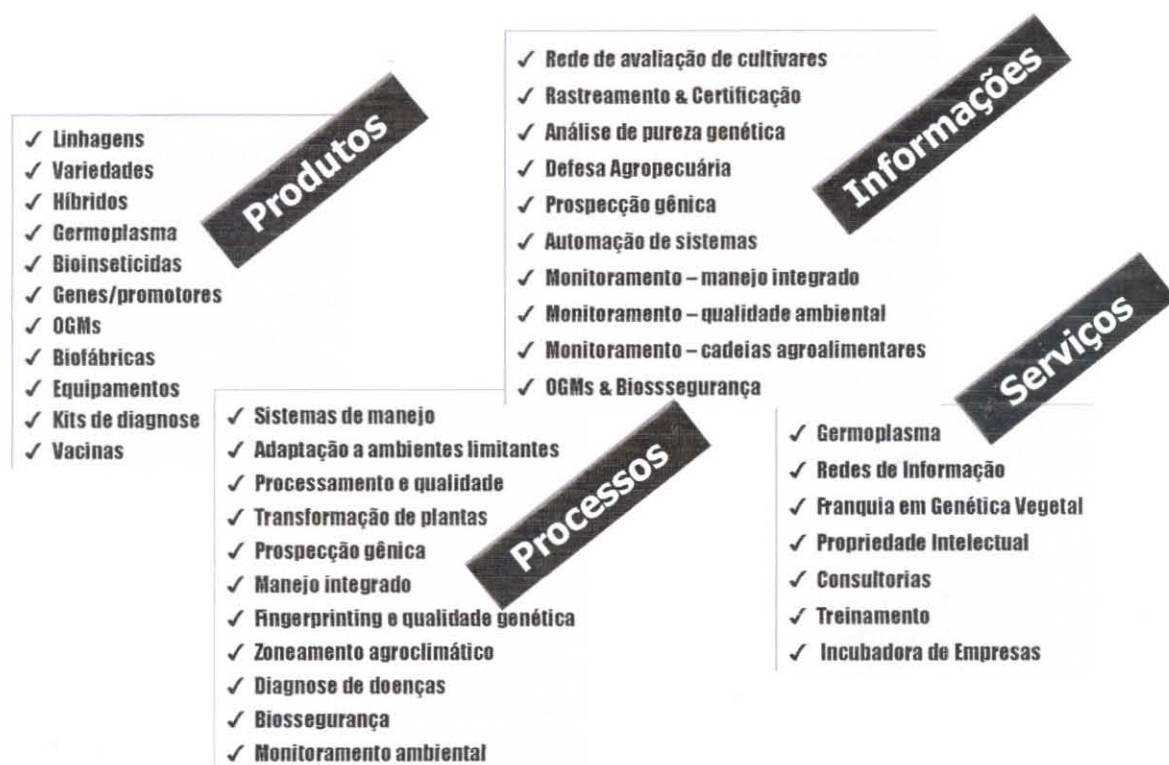 Produtos
✓ Linhagens
✓ Variedades
✓ Híbridos
✓ Germoplasma
✓ Bioinseticidas
✓ Genes/promotores
✓ OGMs
✓ Biofábricas
✓ Equipamentos
✓ Kits de diagnose
✓ Vacinas
Informações
✓ Rede de avaliação de cultivares
✓ Rastreamento & Certificação
✓ Análise de pureza genética
✓ Defesa Agropecuária
✓ Prospecção gênica
✓ Automação de sistemas
✓ Monitoramento – manejo integrado
✓ Monitoramento – qualidade ambiental
✓ Monitoramento – cadeias agroalimentares
✓ OGMs & Biosssegurança
Processos
✓ Sistemas de manejo
✓ Adaptação a ambientes limitantes
✓ Processamento e qualidade
✓ Transformação de plantas
✓ Prospecção gênica
✓ Manejo integrado
✓ Fingerprinting e qualidade genética
✓ Zoneamento agroclimático
✓ Diagnose de doenças
✓ Biossegurança
✓ Monitoramento ambiental
Serviços
✓ Germoplasma
✓ Redes de Informação
✓ Franquia em Genética Vegetal
✓ Propriedade Intelectual
✓ Consultorias
✓ Treinamento
✓ Incubadora de Empresas